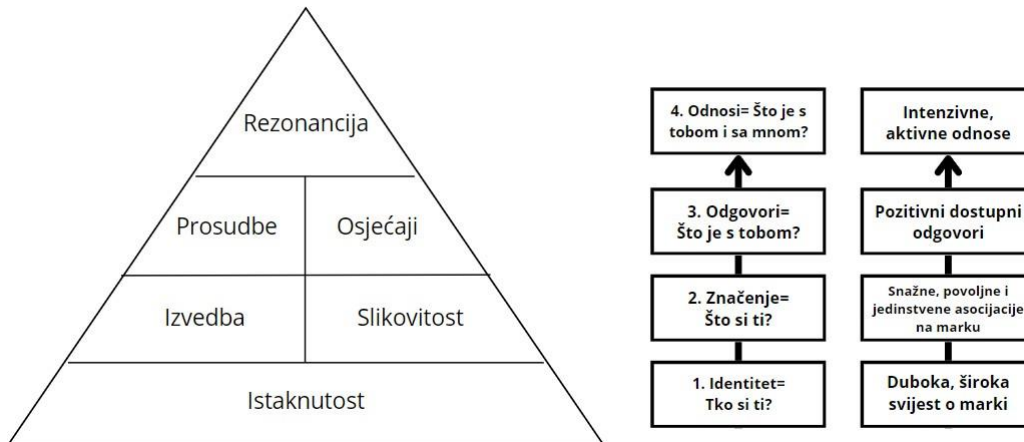 Rezonancija
Prosudbe
Osjećaji
Izvedba
Slikovitost
Istaknutost
4. Odnosi= Što je s
tobom i sa mnom?
3. Odgovori=
Što je s tobom?
2. Značenje=
Što si ti?
1. Identitet=
Tko si ti?
Intenzivne,
aktivne odnose
Pozitivni dostupni
odgovori
Snažne, povoljne i
jedinstvene asocijacije
na marku
Duboka, široka
svijest o marki